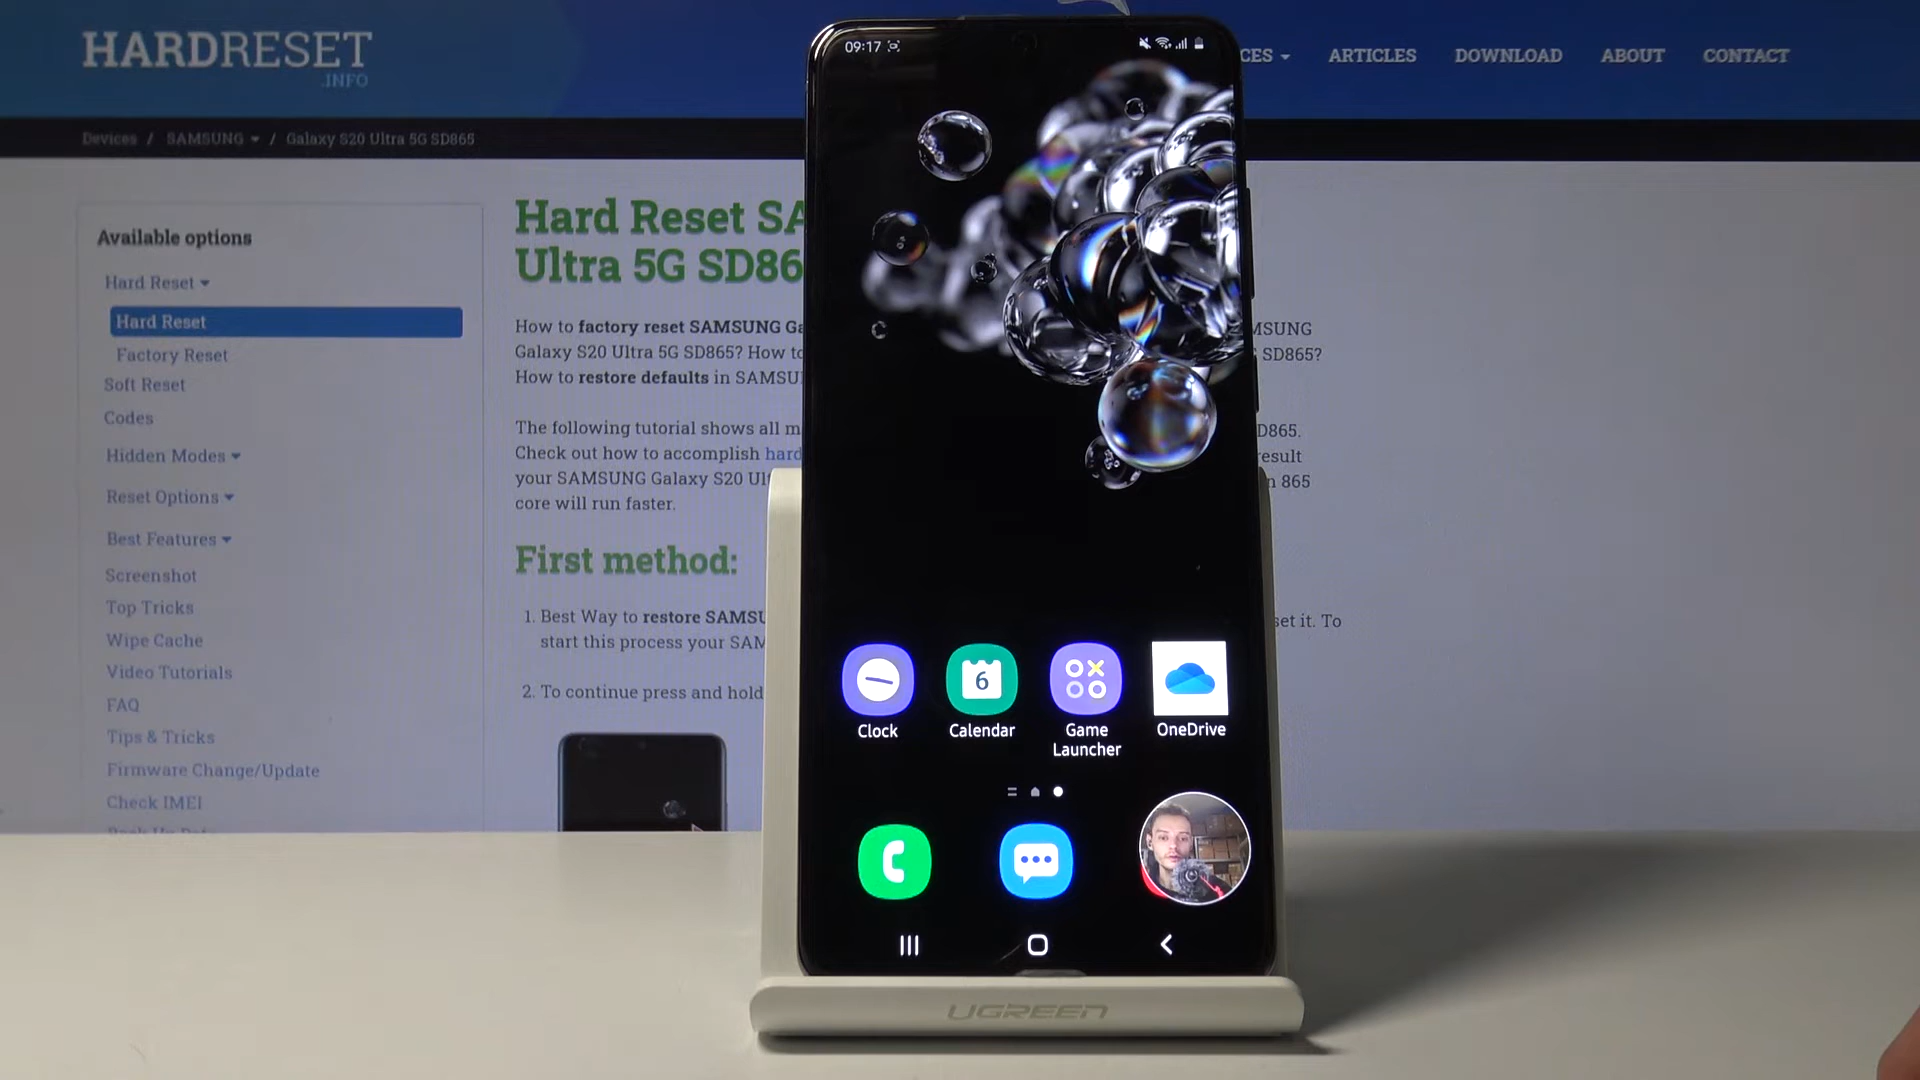 HARDRESET
.INFO
CES
ARTICLES
DOWNLOAD
ABOUT
CONTACT
Devices / SAMSUNG / Galaxy S20 Ultra 5G SD865
Available options
Hard Reset
Hard Reset
Factory Reset
Soft Reset
Codes
Hidden Modes
Reset Options
Best Features
Screenshot
Top Tricks
Wipe Cache
Video Tutorials
FAQ
Tips & Tricks
Firmware Change/Update
Check IMEI
Hard Reset SA
Ultra 5G SD86
How to factory reset SAMSUNG Ga
MSUNG
Galaxy S20 Ultra 5G SD865? How to
SD865?
How to restore defaults in SAMSU
The following tutorial shows all m
D865.
Check out how to accomplish hard
result
your SAMSUNG Galaxy S20 Ul
n 865
core will run faster.
First method:
1. Best Way to restore SAMSU
set it. To
start this process your SAM
2. To continue press and hold
09:17
C
6
Clock
Calendar
Game
Launcher
OneDrive
UGREEN